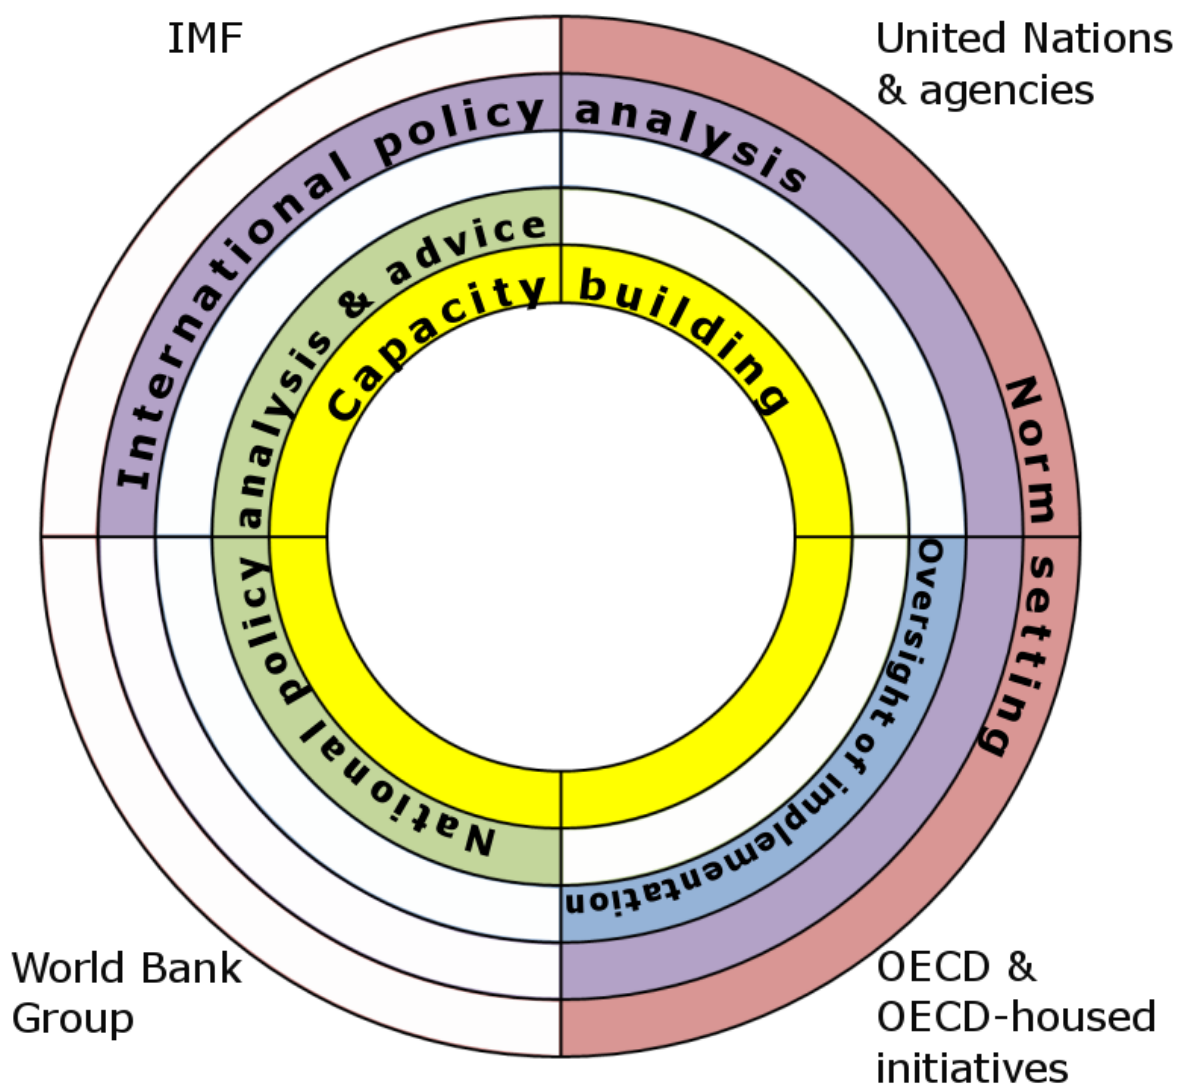 IMF
United Nations
& agencies
International policy analysis
National policy analysis & advice
Capacity building
Norm setting
Oversight of implementation
World Bank
Group
OECD &
OECD-housed
initiatives